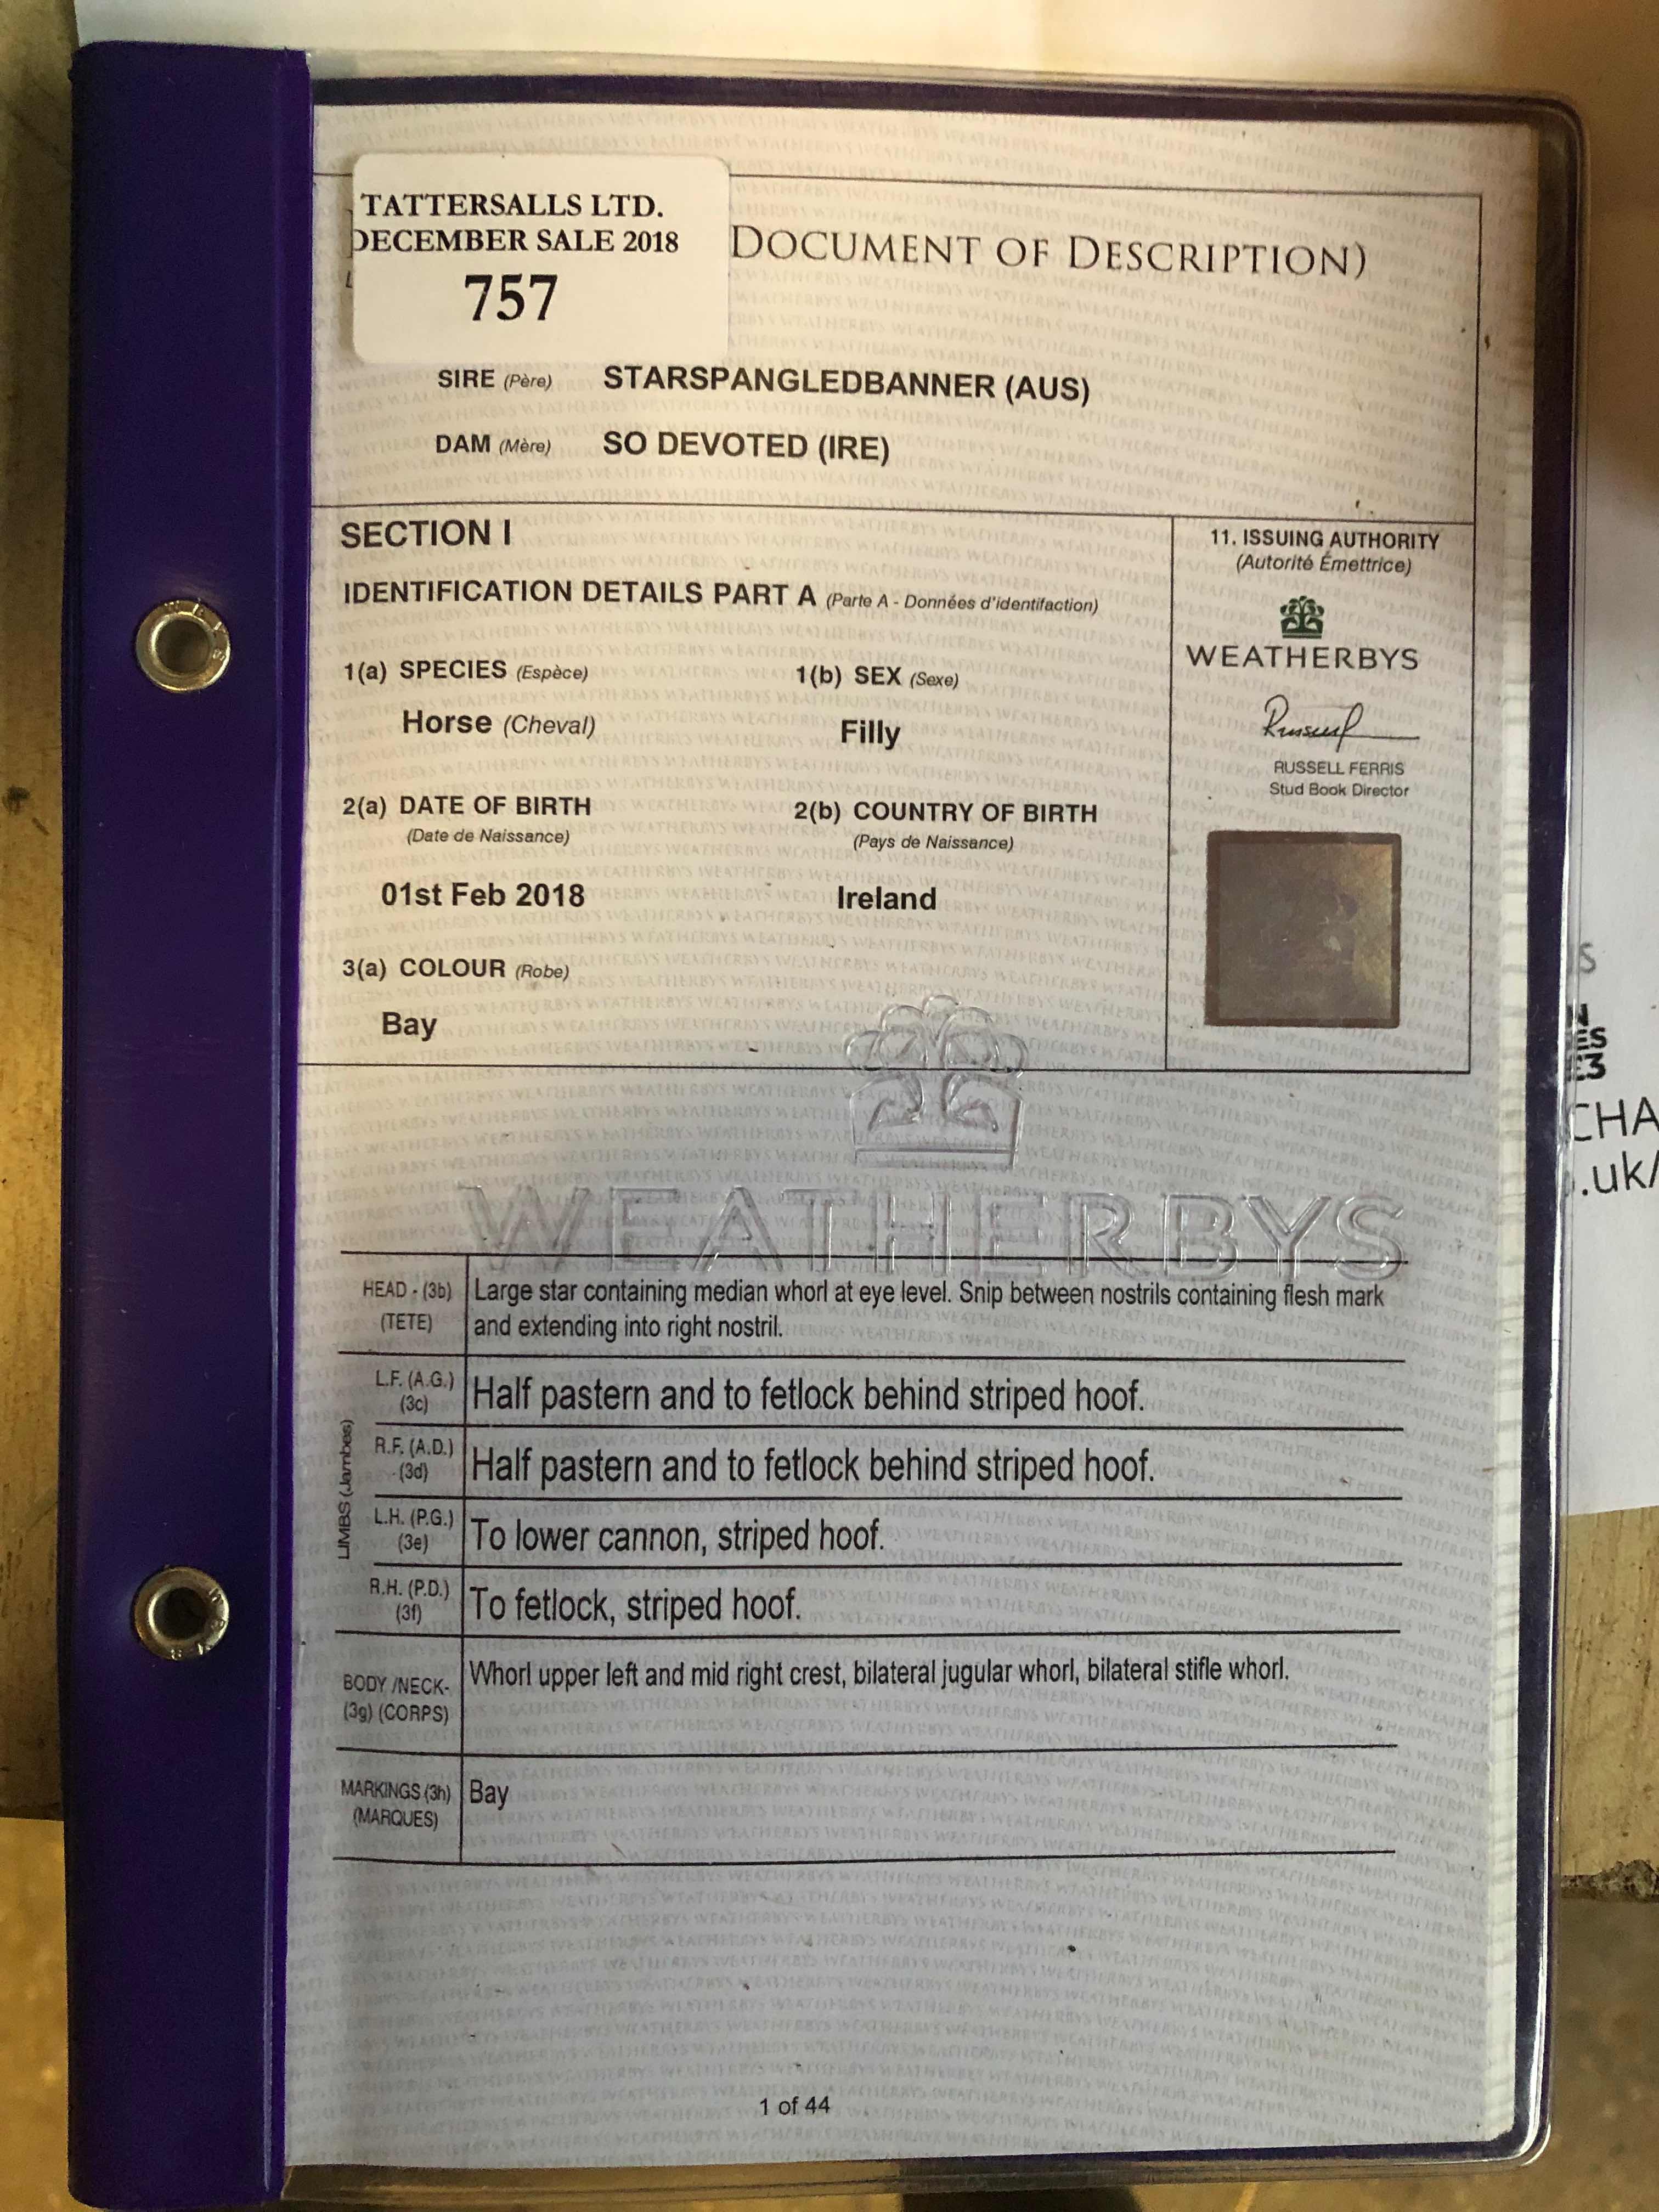 TATTERSALLS LTD.
DECEMBER SALE 2018
757
DOCUMENT OF DESCRIPTION)
SIRE (Père) STARSPANGLEDBANNER (AUS)
DAM (Mère) SO DEVOTED (IRE)
SECTION I
IDENTIFICATION DETAILS PART A (Parte A - Données d'identifaction)
1(a) SPECIES (Espèce) 1(b) SEX (Sexe)
Horse (Cheval) Filly
2(a) DATE OF BIRTH 2(b) COUNTRY OF BIRTH
(Date de Naissance) (Pays de Naissance)
01st Feb 2018 Ireland
3(a) COLOUR (Robe)
Bay
11. ISSUING AUTHORITY
(Autorité Émettrice)
WEATHERBYS
RUSSELL FERRIS
Stud Book Director
WEATHERBYS
HEAD - (3b) Large star containing median whorl at eye level. Snip between nostrils containing flesh mark
(TETE) and extending into right nostril.
LIMBS (Jambes)
L.F. (A.G.) (3c) Half pastern and to fetlock behind striped hoof.
R.F. (A.D.) (3d) Half pastern and to fetlock behind striped hoof.
L.H. (P.G.) (3e) To lower cannon, striped hoof.
R.H. (P.D.) (3f) To fetlock, striped hoof.
BODY /NECK- Whorl upper left and mid right crest, bilateral jugular whorl, bilateral stifle whorl.
(3g) (CORPS)
MARKINGS (3h) Bay
(MARQUES)
1 of 44
CHA
.uk/